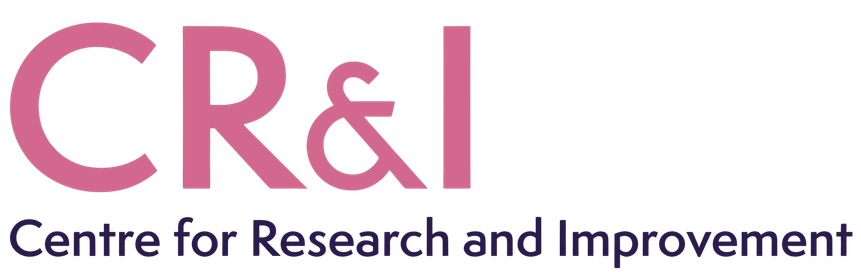 CR&I
Centre for Research and Improvement